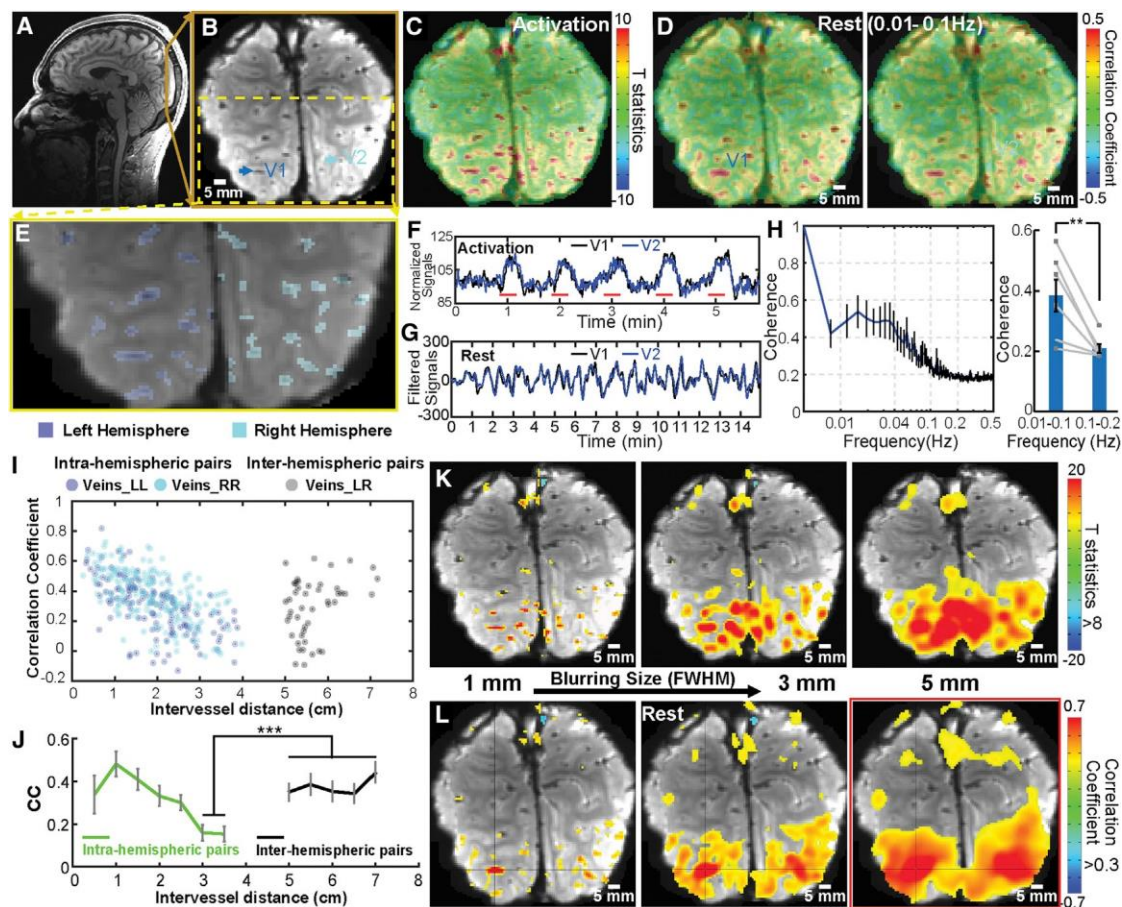 A
B
V1
V2
5 mm
C
Activation
10
T statistics
-10
D
Rest (0.01- 0.1Hz)
V1
V2
5 mm
0.5
Correlation Coefficient
-0.5
E
Left Hemisphere
Right Hemisphere
F
Activation
V1
V2
Normalized Signals
125
105
85
0 1 2 3 4 5
Time (min)
G
Rest
V1
V2
Filtered Signals
300
0
-300
0 1 2 3 4 5 6 7 8 9 10 11 12 13 14
Time (min)
H
Coherence
1
0.8
0.6
0.4
0.2
0
0.01 0.05 0.1 0.2 0.5
Frequency(Hz)
**
Coherence
0.6
0.4
0.2
0
0.01-0.1 0.1-0.2
Frequency (Hz)
I
Intra-hemispheric pairs
Inter-hemispheric pairs
Veins_LL
Veins_RR
Veins_LR
Correlation Coefficient
1
0.8
0.6
0.4
0.2
0
-0.2
0 1 2 3 4 5 6 7 8
Intervessel distance (cm)
J
***
CC
0.6
0.4
0.2
0
Intra-hemispheric pairs
Inter-hemispheric pairs
0 1 2 3 4 5 6 7 8
Intervessel distance (cm)
K
5 mm
5 mm
5 mm
20
T statistics
>8
-20
1 mm
Blurring Size (FWHM)
3 mm
5 mm
L
Rest
5 mm
5 mm
5 mm
0.7
Correlation Coefficient
>0.3
-0.7